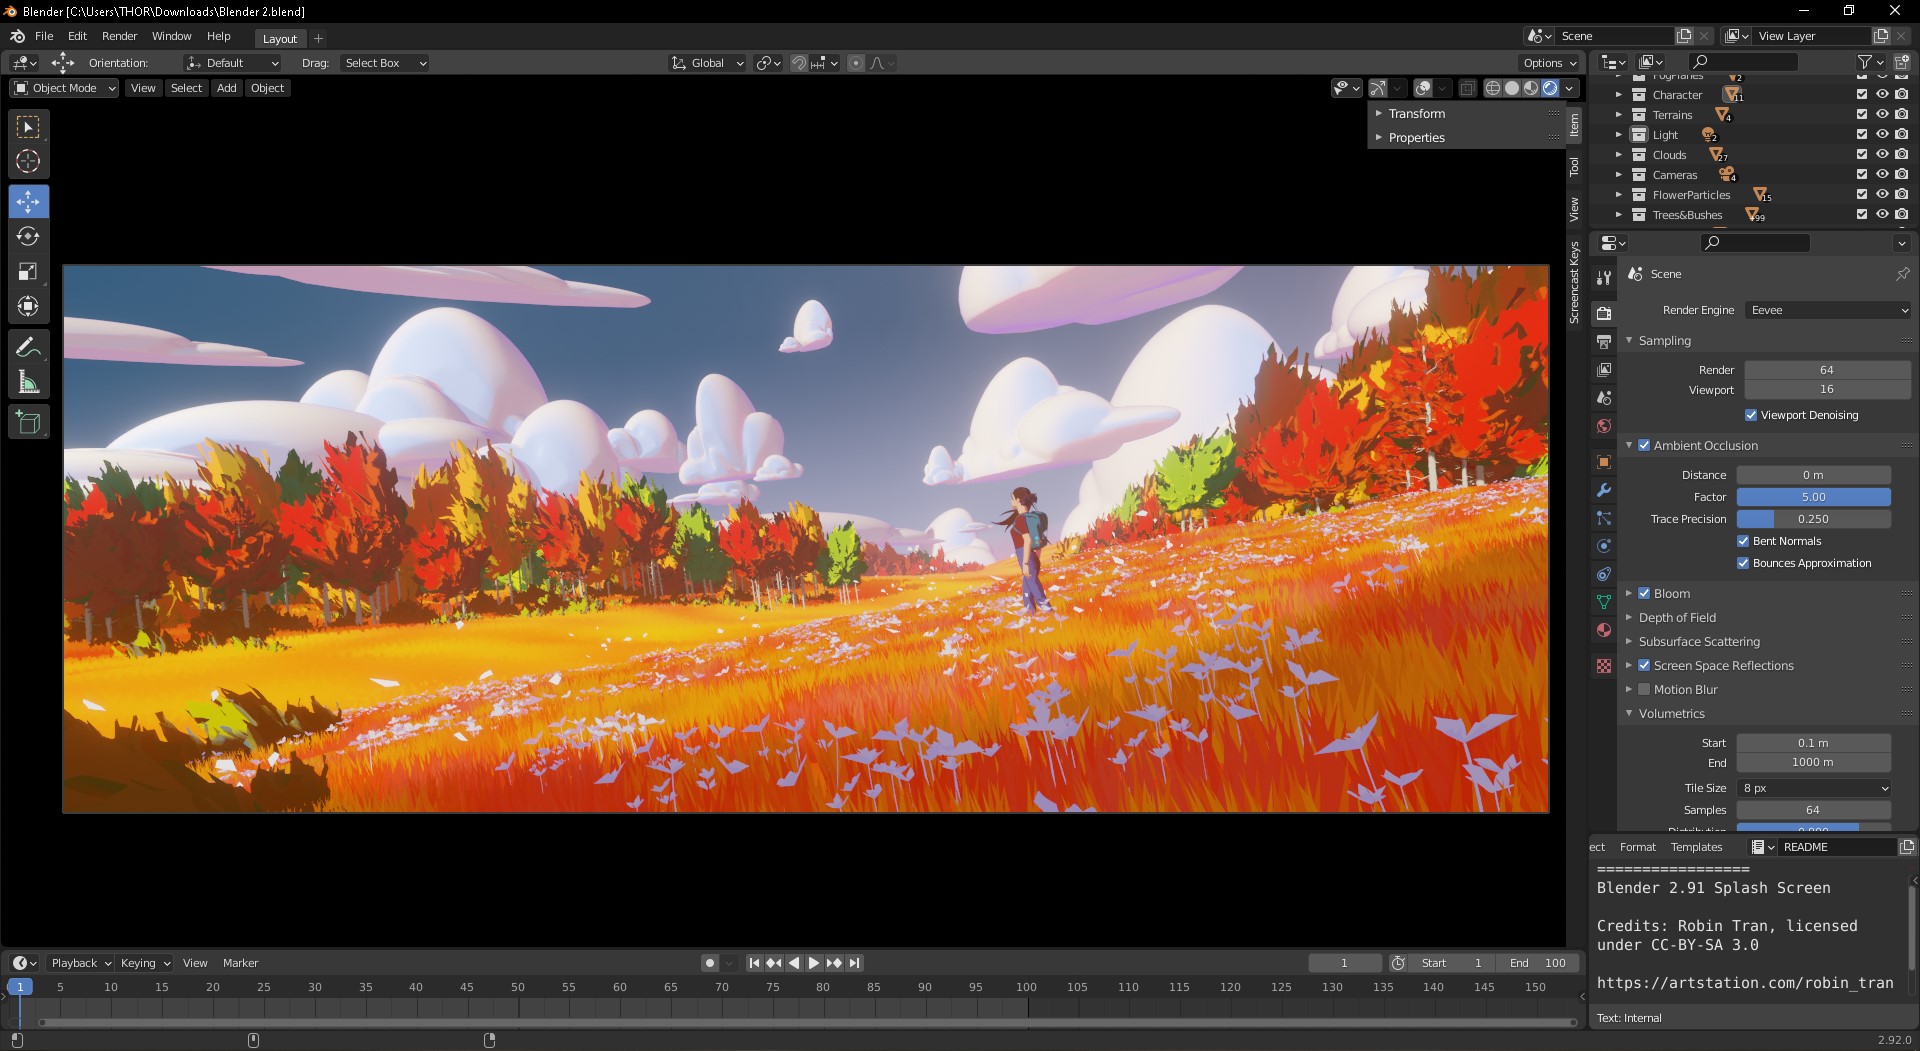 Blender [C:\Users\THOR\Downloads\Blender 2.blend]
File Edit Render Window Help Layout Scene View Layer
Orientation: Default Drag: Select Box Global Options
Object Mode View Select Add Object
Transform
Properties
Item
Tool
View
Screencast Keys
FogPlanes 2
Character 11
Terrains 4
Light 2
Clouds 27
Cameras 4
FlowerParticles 15
Trees&Bushes +99
Scene
Render Engine Eevee
Sampling
Render 64
Viewport 16
Viewport Denoising
Ambient Occlusion
Distance 0 m
Factor 5.00
Trace Precision 0.250
Bent Normals
Bounces Approximation
Bloom
Depth of Field
Subsurface Scattering
Screen Space Reflections
Motion Blur
Volumetrics
Start 0.1 m
End 1000 m
Tile Size 8 px
Samples 64
Distribution 0.800
ect Format Templates README
=================
Blender 2.91 Splash Screen
Credits: Robin Tran, licensed
under CC-BY-SA 3.0
https://artstation.com/robin_tran
Text: Internal
Playback Keying View Marker 1 Start 1 End 100
1 5 10 15 20 25 30 35 40 45 50 55 60 65 70 75 80 85 90 95 100 105 110 115 120 125 130 135 140 145 150
2.92.0